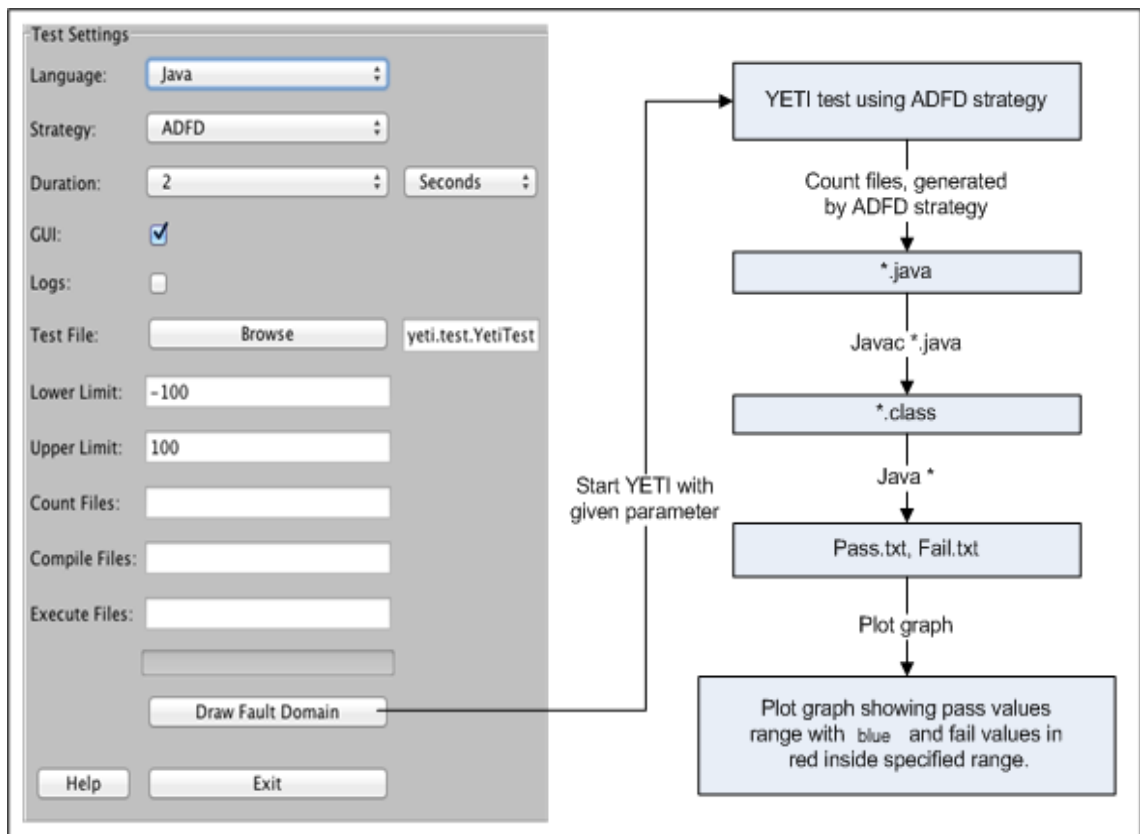 Test Settings
Language:
Java
Strategy:
ADFD
Duration:
2
Seconds
GUI:
Logs:
Test File:
Browse
yeti.test.YetiTest
Lower Limit:
-100
Upper Limit:
100
Count Files:
Compile Files:
Execute Files:
Draw Fault Domain
Help
Exit
Start YETI with
given parameter
YETI test using ADFD strategy
Count files, generated
by ADFD strategy
*.java
Javac *.java
*.class
Java *
Pass.txt, Fail.txt
Plot graph
Plot graph showing pass values
range with blue and fail values in
red inside specified range.